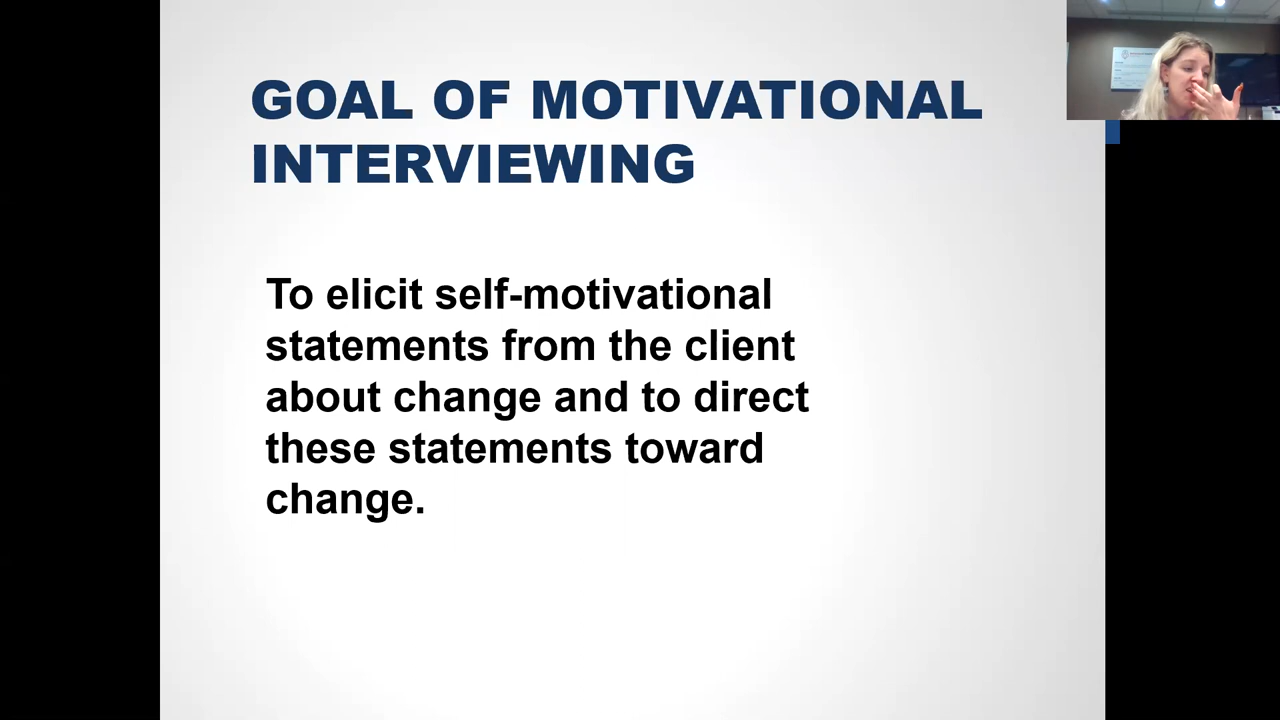 GOAL OF MOTIVATIONAL
INTERVIEWING
To elicit self-motivational
statements from the client
about change and to direct
these statements toward
change.